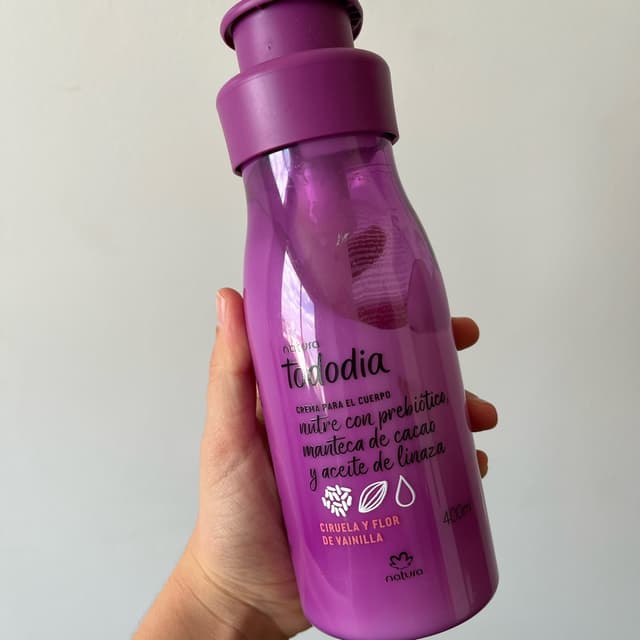 natura
tododia
CREMA PARA EL CUERPO
nutre con prebiótico,
manteca de cacao
y aceite de linaza
CIRUELA Y FLOR
DE VAINILLA
400ml
natura